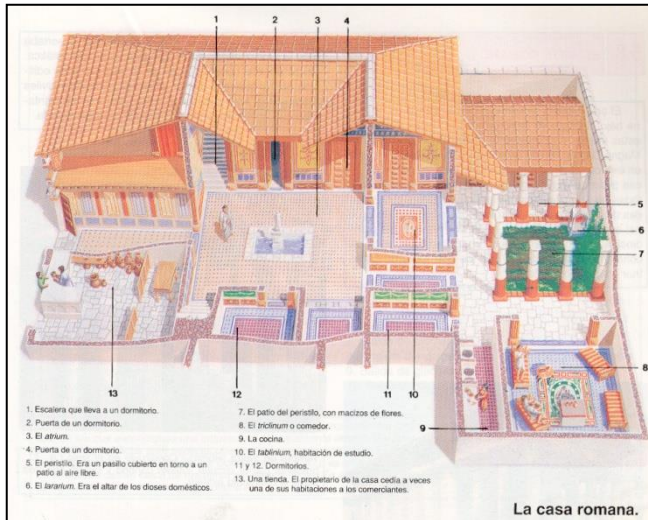 1
2
3
4
5
6
7
8
9
10
11
12
13
1. Escalera que lleva a un dormitorio.
2. Puerta de un dormitorio.
3. El atrium.
4. Puerta de un dormitorio.
5. El peristilo. Era un pasillo cubierto en torno a un
patio al aire libre.
6. El lararium. Era el altar de los dioses domésticos.
7. El patio del peristilo, con macizos de flores.
8. El triclinum o comedor.
9. La cocina.
10. El tablinium, habitación de estudio.
11 y 12. Dormitorios.
13. Una tienda. El propietario de la casa cedía a veces
una de sus habitaciones a los comerciantes.
La casa romana.